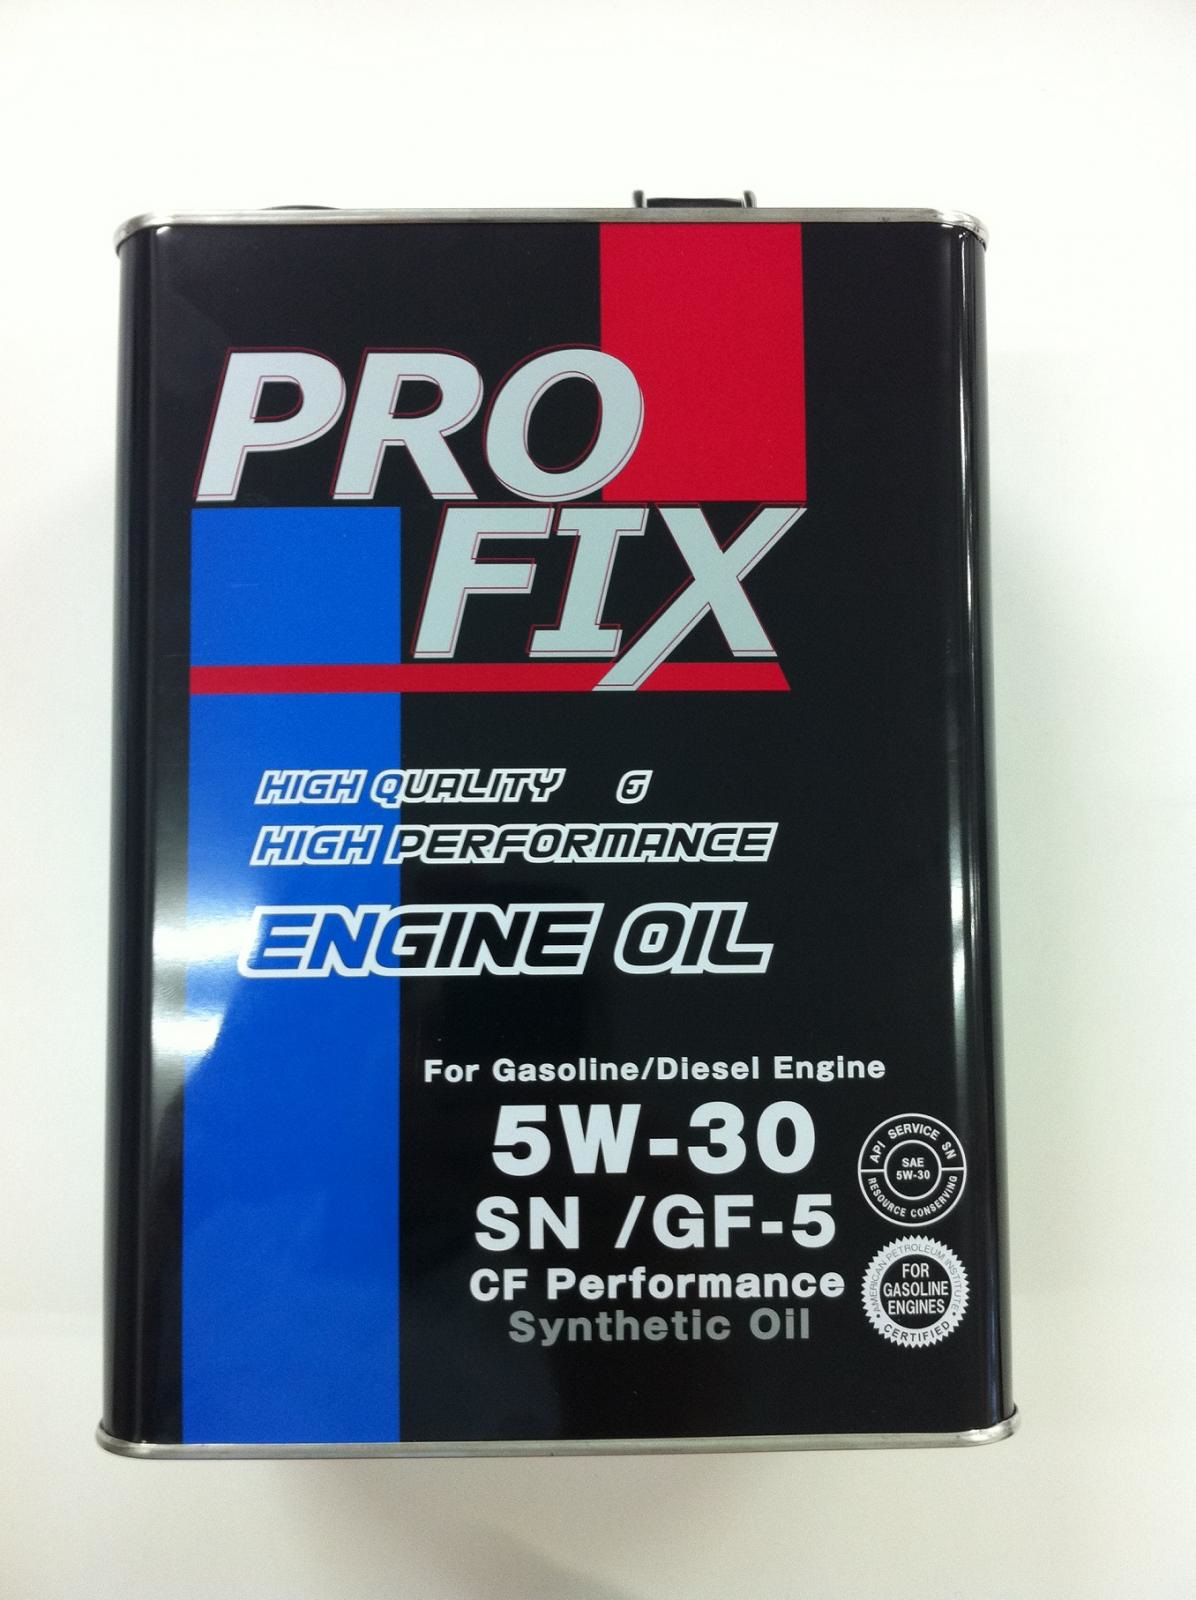 PRO
FIX
HIGH QUALITY &
HIGH PERFORMANCE
ENGINE OIL
For Gasoline/Diesel Engine
5W-30
SN /GF-5
CF Performance
Synthetic Oil
API SERVICE SN
SAE
5W-30
RESOURCE CONSERVING
AMERICAN PETROLEUM INSTITUTE
FOR
GASOLINE
ENGINES
CERTIFIED